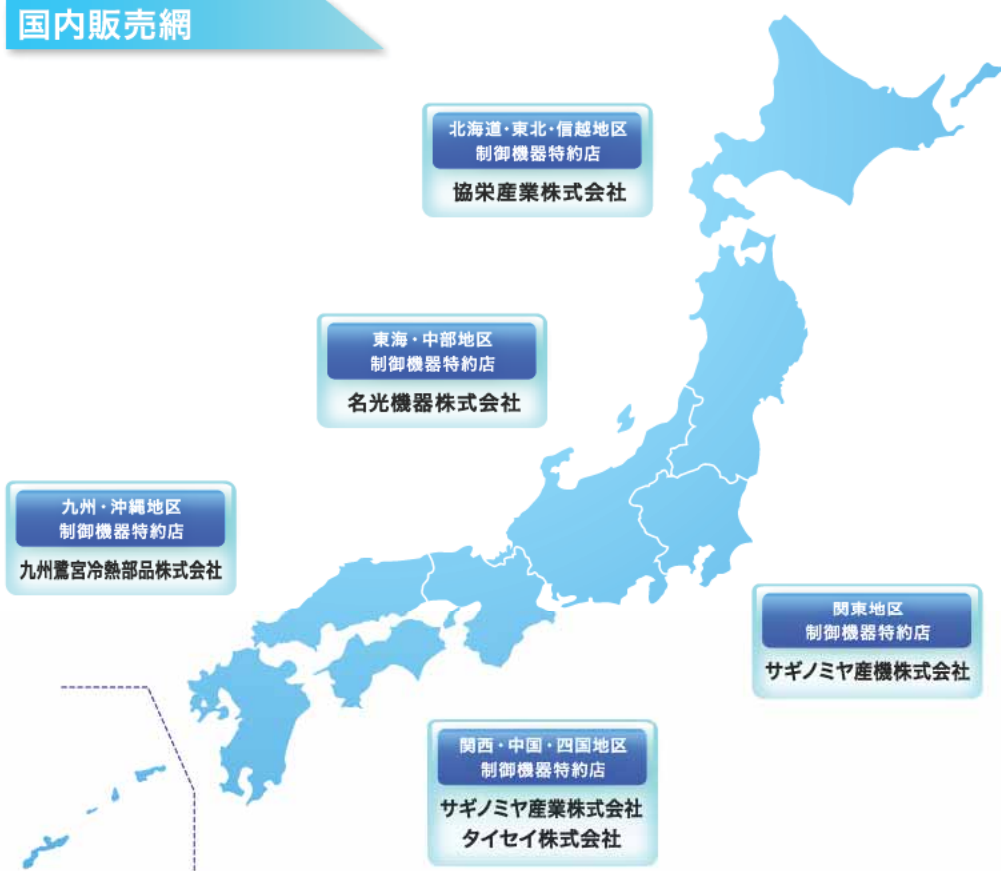 国内販売網
北海道・東北・信越地区
制御機器特約店
協栄産業株式会社
東海・中部地区
制御機器特約店
名光機器株式会社
九州・沖縄地区
制御機器特約店
九州鷺宮冷熱部品株式会社
関東地区
制御機器特約店
サギノミヤ産機株式会社
関西・中国・四国地区
制御機器特約店
サギノミヤ産業株式会社
タイセイ株式会社